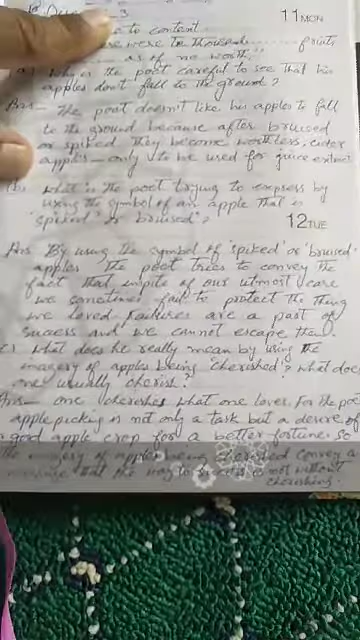 11 MON
to content
were ten thousand ........ fruits
as of no worth."
a) Why is the poet careful to see that his
apples don't fall to the ground?
Ans - The poet doesn't like his apples to fall
to the ground because after bruised
or spiked they become worthless, cider
apples - only to be used for
What is the poet trying to express by
using the symbol of an apple that is
'spiked' or bruised'?
12 TUE
Ans By using the symbol of 'spiked' or 'bruised'
apples The poet tries to convey the
fact that inspite of our utmost care
we sometimes fail to protect the thing
we loved. Failures are a part of
success and we cannot escape them.
c) What does he really mean by using the
imagery of apples being 'cherished'? What does
one usually cherish?
Ans - One cherishes what one loves. For the poet
apple picking is not only a task but a desire of
good apple crop for a better fortune. So
the imagery of apples being cherished convey a
message that the way to is not without
cherishing.